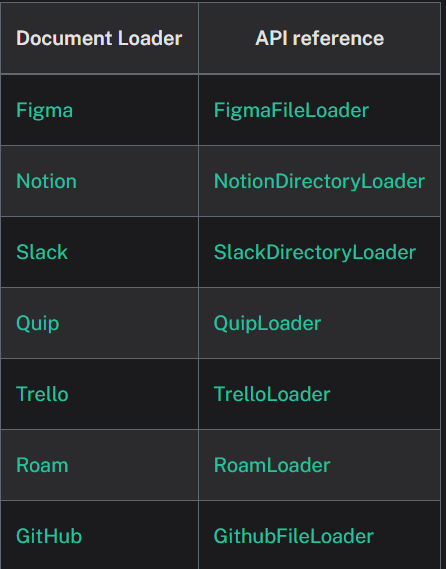 Document Loader API reference
Figma FigmaFileLoader
Notion NotionDirectoryLoader
Slack SlackDirectoryLoader
Quip QuipLoader
Trello TrelloLoader
Roam RoamLoader
GitHub GithubFileLoader